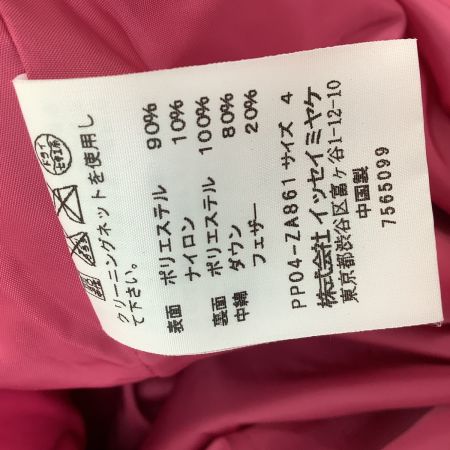 ドライ
セキユ系
クリーニングネットを使用し
て下さい。
表面 ポリエステル 90%
ナイロン 10%
裏面 ポリエステル 100%
中綿 ダウン 80%
フェザー 20%
PP04-ZA861 サイズ 4
株式会社 イッセイミヤケ
東京都渋谷区富ヶ谷1-12-10
中国製
7565099